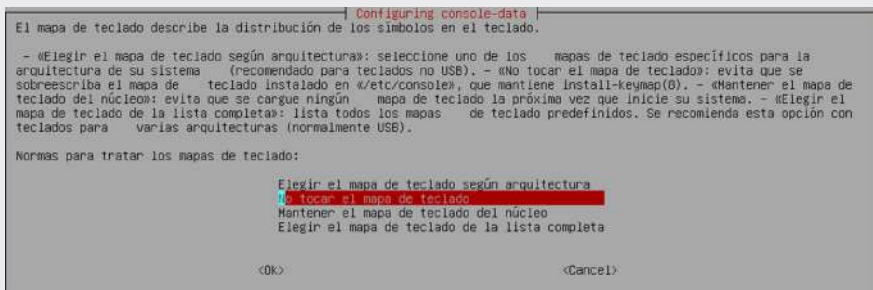 Configuring console-data
El mapa de teclado describe la distribución de los símbolos en el teclado.
- «Elegir el mapa de teclado según arquitectura»: seleccione uno de los mapas de teclado específicos para la
arquitectura de su sistema (recomendado para teclados no USB). - «No tocar el mapa de teclado»: evita que se
sobreescriba el mapa de teclado instalado en «/etc/console», que mantiene install-keymap(8). - «Mantener el mapa de
teclado del núcleo»: evita que se cargue ningún mapa de teclado la próxima vez que inicie su sistema. - «Elegir el
mapa de teclado de la lista completa»: lista todos los mapas de teclado predefinidos. Se recomienda esta opción con
teclados para varias arquitecturas (normalmente USB).
Normas para tratar los mapas de teclado:
Elegir el mapa de teclado según arquitectura
No tocar el mapa de teclado
Mantener el mapa de teclado del núcleo
Elegir el mapa de teclado de la lista completa
<Ok> <Cancel>